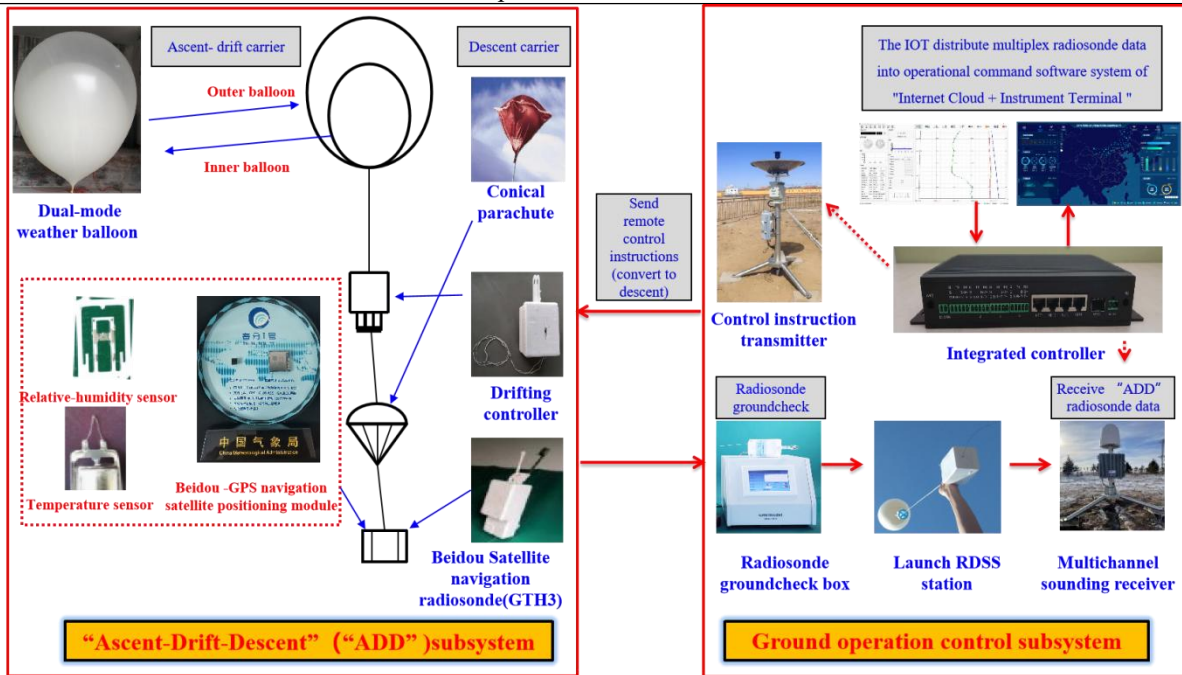 Ascent- drift carrier
Descent carrier
Outer balloon
Inner balloon
Dual-mode
weather balloon
Conical
parachute
Relative-humidity sensor
Temperature sensor
中国气象局
China Meteorological Administration
Beidou -GPS navigation
satellite positioning module
Drifting
controller
Beidou Satellite
navigation
radiosonde(GTH3)
“Ascent-Drift-Descent” (“ADD” )subsystem
Send
remote
control
instructions
(convert to
descent)
The IOT distribute multiplex radiosonde data
into operational command software system of
"Internet Cloud + Instrument Terminal "
Control instruction
transmitter
Integrated controller
Radiosonde
groundcheck
Receive “ADD”
radiosonde data
Radiosonde
groundcheck box
Launch RDSS
station
Multichannel
sounding receiver
Ground operation control subsystem